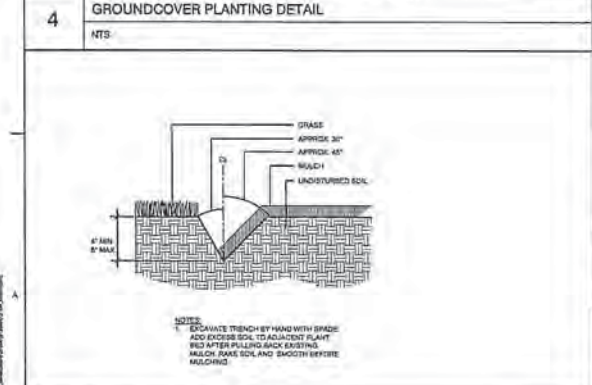 4
GROUNDCOVER PLANTING DETAIL
NTS
GRASS
APPROX. 30°
APPROX. 45°
MULCH
UNDISTURBED SOIL
4" MIN
6" MAX
NOTES:
1. EXCAVATE TRENCH BY HAND WITH SPADE
ADD EXCESS SOIL TO ADJACENT PLANT
BED AFTER PULLING BACK EXISTING
MULCH. RAKE SOIL AND SMOOTH BEFORE
MULCHING
A